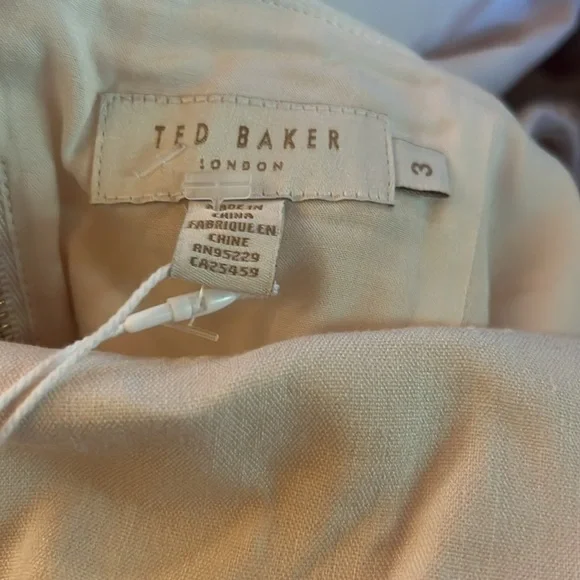 TED BAKER
LONDON
3
MADE IN
CHINA
FABRIQUE EN
CHINE
RN95229
CA25459